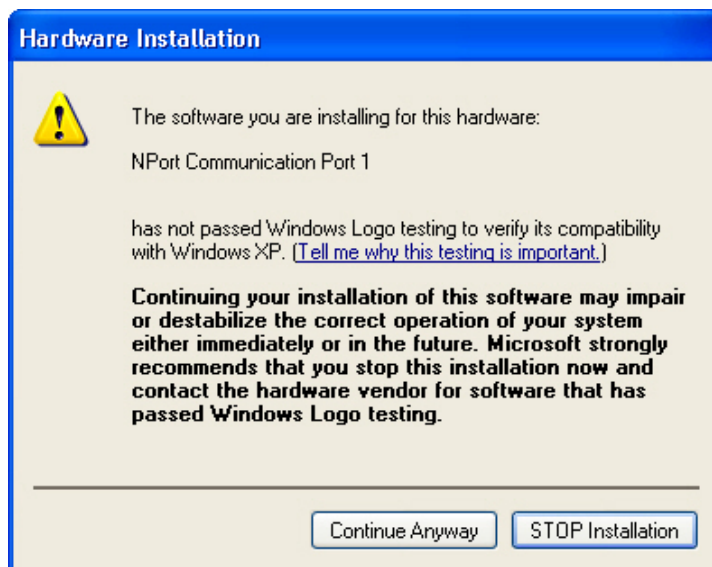 Hardware Installation
The software you are installing for this hardware:
NPort Communication Port 1
has not passed Windows Logo testing to verify its compatibility
with Windows XP. (Tell me why this testing is important.)
Continuing your installation of this software may impair
or destabilize the correct operation of your system
either immediately or in the future. Microsoft strongly
recommends that you stop this installation now and
contact the hardware vendor for software that has
passed Windows Logo testing.
Continue Anyway
STOP Installation